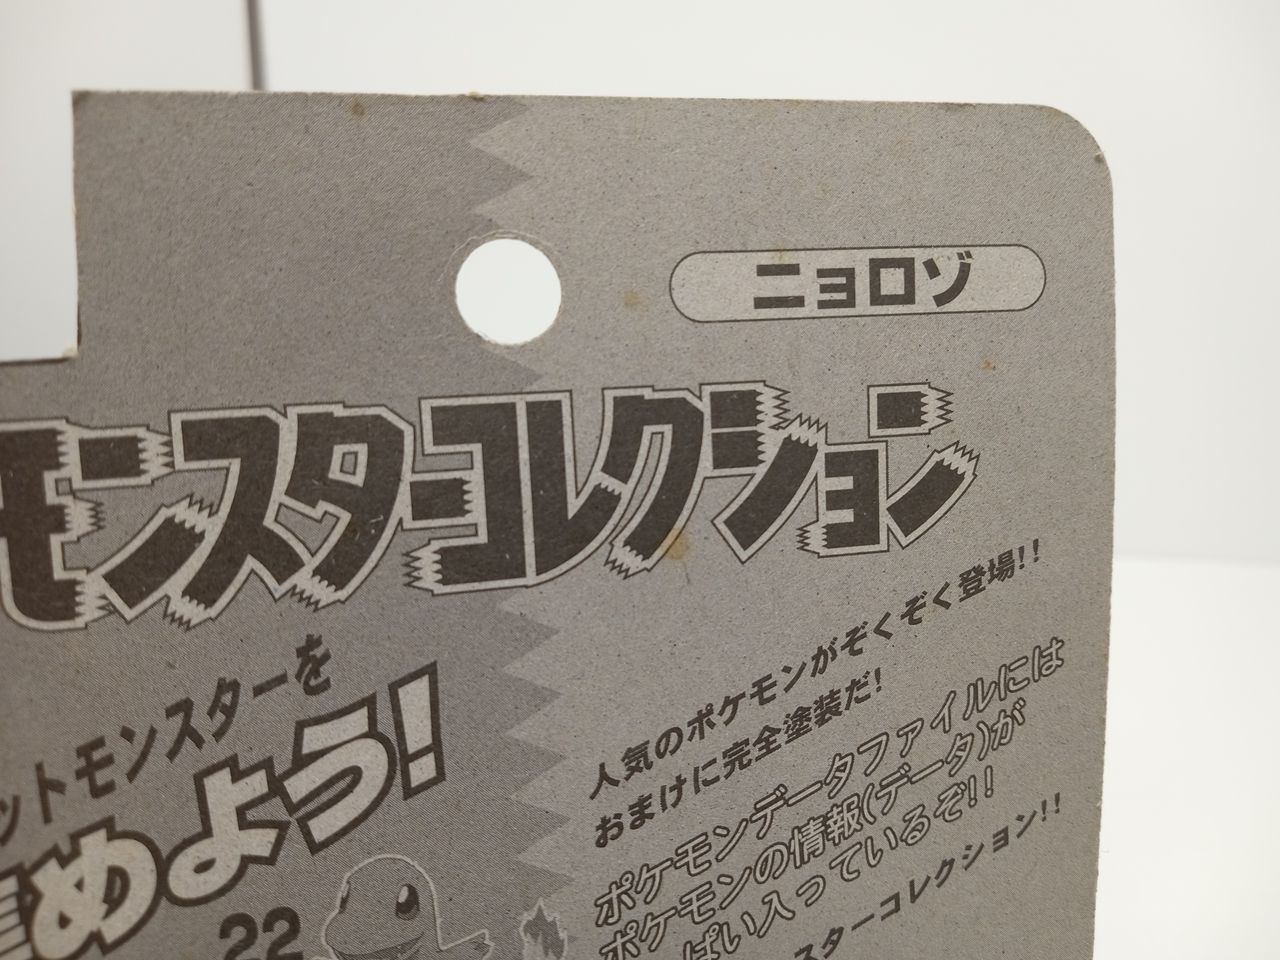 ニョロゾ
モンスターコレクション
ットモンスターを
集めよう!
人気のポケモンがぞくぞく登場!!
おまけに完全塗装だ!
ポケモンデータファイルには
ポケモンの情報(データ)が
ぱい入っているぞ!!
スターコレクション!!
22